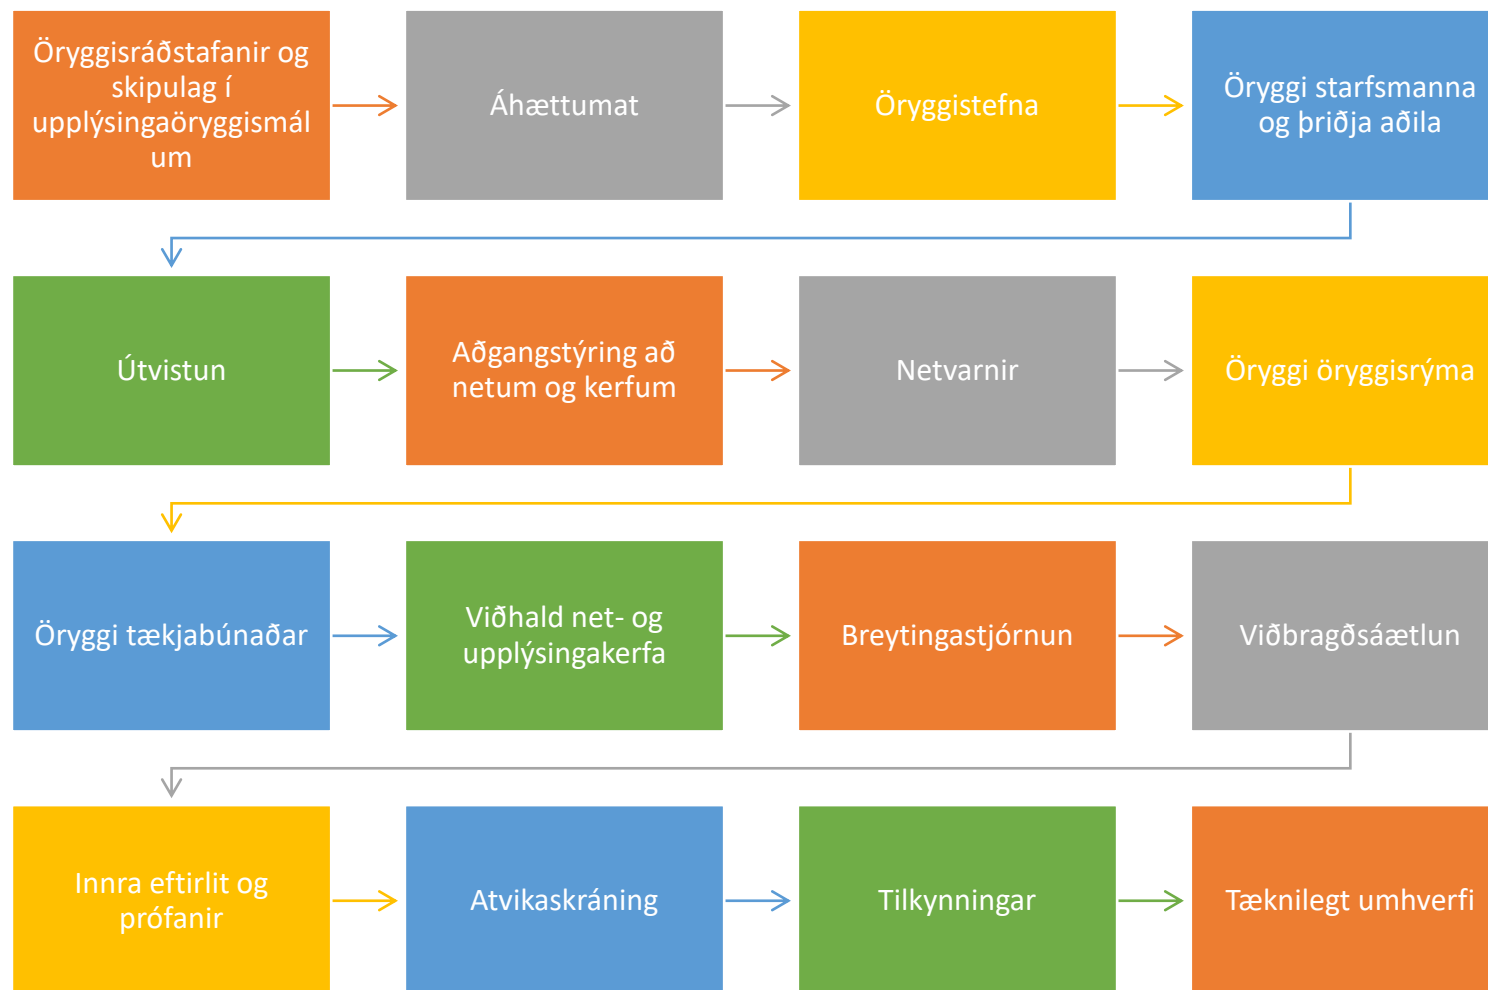 Öryggisráðstafanir og
skipulag í
upplýsingaöryggismál
um
Áhættumat
Öryggistefna
Öryggi starfsmanna
og þriðja aðila
Útvistun
Aðgangstýring að
netum og kerfum
Netvarnir
Öryggi öryggisrýma
Öryggi tækjabúnaðar
Viðhald net- og
upplýsingakerfa
Breytingastjórnun
Viðbragðsáætlun
Innra eftirlit og
prófanir
Atvikaskráning
Tilkynningar
Tæknilegt umhverfi